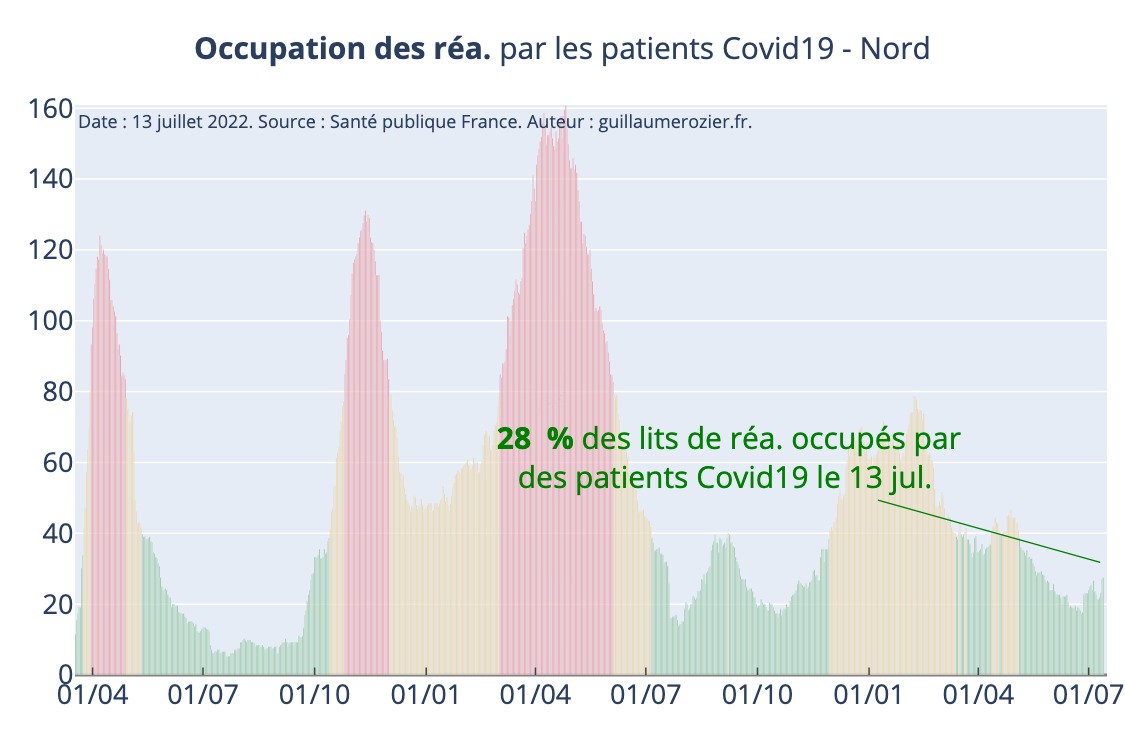 Occupation des réa. par les patients Covid19 - Nord
160
Date : 13 juillet 2022. Source : Santé publique France. Auteur : guillaumerozier.fr.
140
120
100
80
28 % des lits de réa. occupés par
60
des patients Covid19 le 13 jul.
40
20
0
01/04 01/07 01/10 01/01 01/04 01/07 01/10 01/01 01/04 01/07